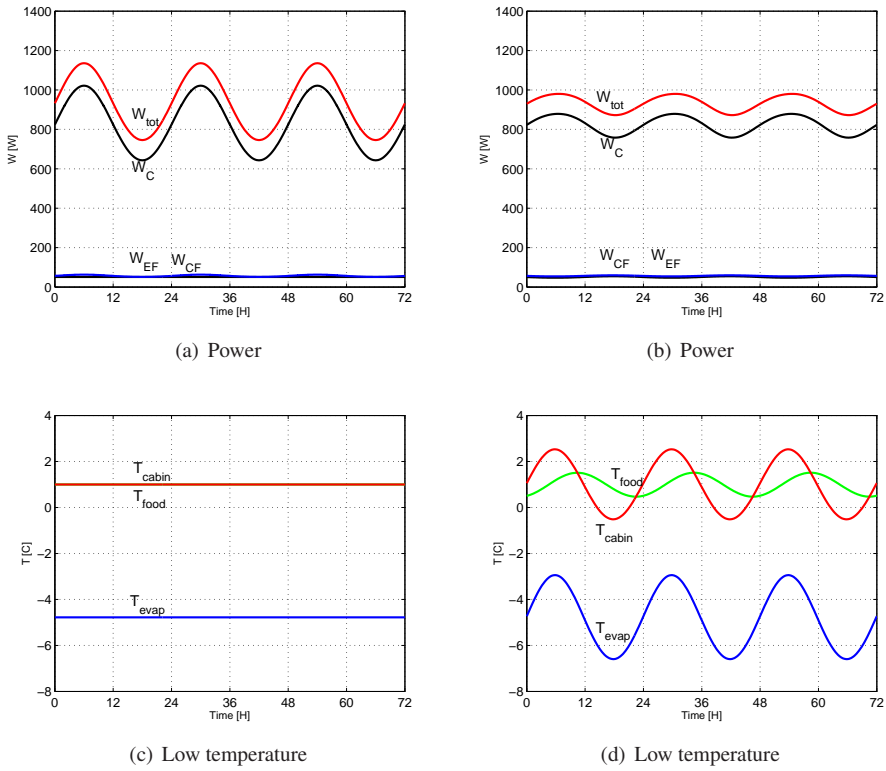 1400
1200
1000
800
600
400
200
0
W [W]
W_tot
W_C
W_EF W_CF
0 12 24 36 48 60 72
Time [H]
(a) Power
1400
1200
1000
800
600
400
200
0
W [W]
W_tot
W_C
W_CF W_EF
0 12 24 36 48 60 72
Time [H]
(b) Power
4
2
0
−2
−4
−6
−8
T [C]
T_cabin
T_food
T_evap
0 12 24 36 48 60 72
Time [H]
(c) Low temperature
4
2
0
−2
−4
−6
−8
T [C]
T_food
T_cabin
T_evap
0 12 24 36 48 60 72
Time [H]
(d) Low temperature